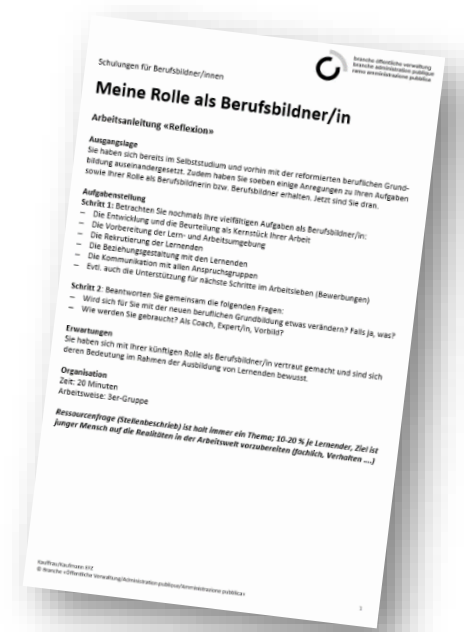 branche öffentliche verwaltung
branche administration publique
ramo amministrazione pubblica
Schulungen für Berufsbildner/innen
Meine Rolle als Berufsbildner/in
Arbeitsanleitung «Reflexion»
Ausgangslage
Sie haben sich bereits im Selbststudium und vorhin mit der reformierten beruflichen Grund-
bildung auseinandergesetzt. Zudem haben Sie soeben einige Anregungen zu Ihren Aufgaben
sowie Ihrer Rolle als Berufsbildnerin bzw. Berufsbildner erhalten. Jetzt sind Sie dran.
Aufgabenstellung
Schritt 1: Betrachten Sie nochmals Ihre vielfältigen Aufgaben als Berufsbildner/in:
– Die Entwicklung und die Beurteilung als Kernstück Ihrer Arbeit
– Die Vorbereitung der Lern- und Arbeitsumgebung
– Die Rekrutierung der Lernenden
– Die Beziehungsgestaltung mit den Lernenden
– Die Kommunikation mit allen Anspruchsgruppen
– Evtl. auch die Unterstützung für nächste Schritte im Arbeitsleben (Bewerbungen)
Schritt 2: Beantworten Sie gemeinsam die folgenden Fragen:
– Wird sich für Sie mit der neuen beruflichen Grundbildung etwas verändern? Falls ja, was?
– Wie werden Sie gebraucht? Als Coach, Expert/in, Vorbild?
Erwartungen
Sie haben sich mit Ihrer künftigen Rolle als Berufsbildner/in vertraut gemacht und sind sich
deren Bedeutung im Rahmen der Ausbildung von Lernenden bewusst.
Organisation
Zeit: 20 Minuten
Arbeitsweise: 3er-Gruppe
Ressourcenfrage (Stellenbeschrieb) ist halt immer ein Thema; 10-20 % je Lernender, Ziel ist
junger Mensch auf die Realitäten in der Arbeitswelt vorzubereiten (fachlich, Verhalten ....)
Kauffrau/Kaufmann EFZ
© Branche «Öffentliche Verwaltung/Administration publique/Amministrazione pubblica»
1